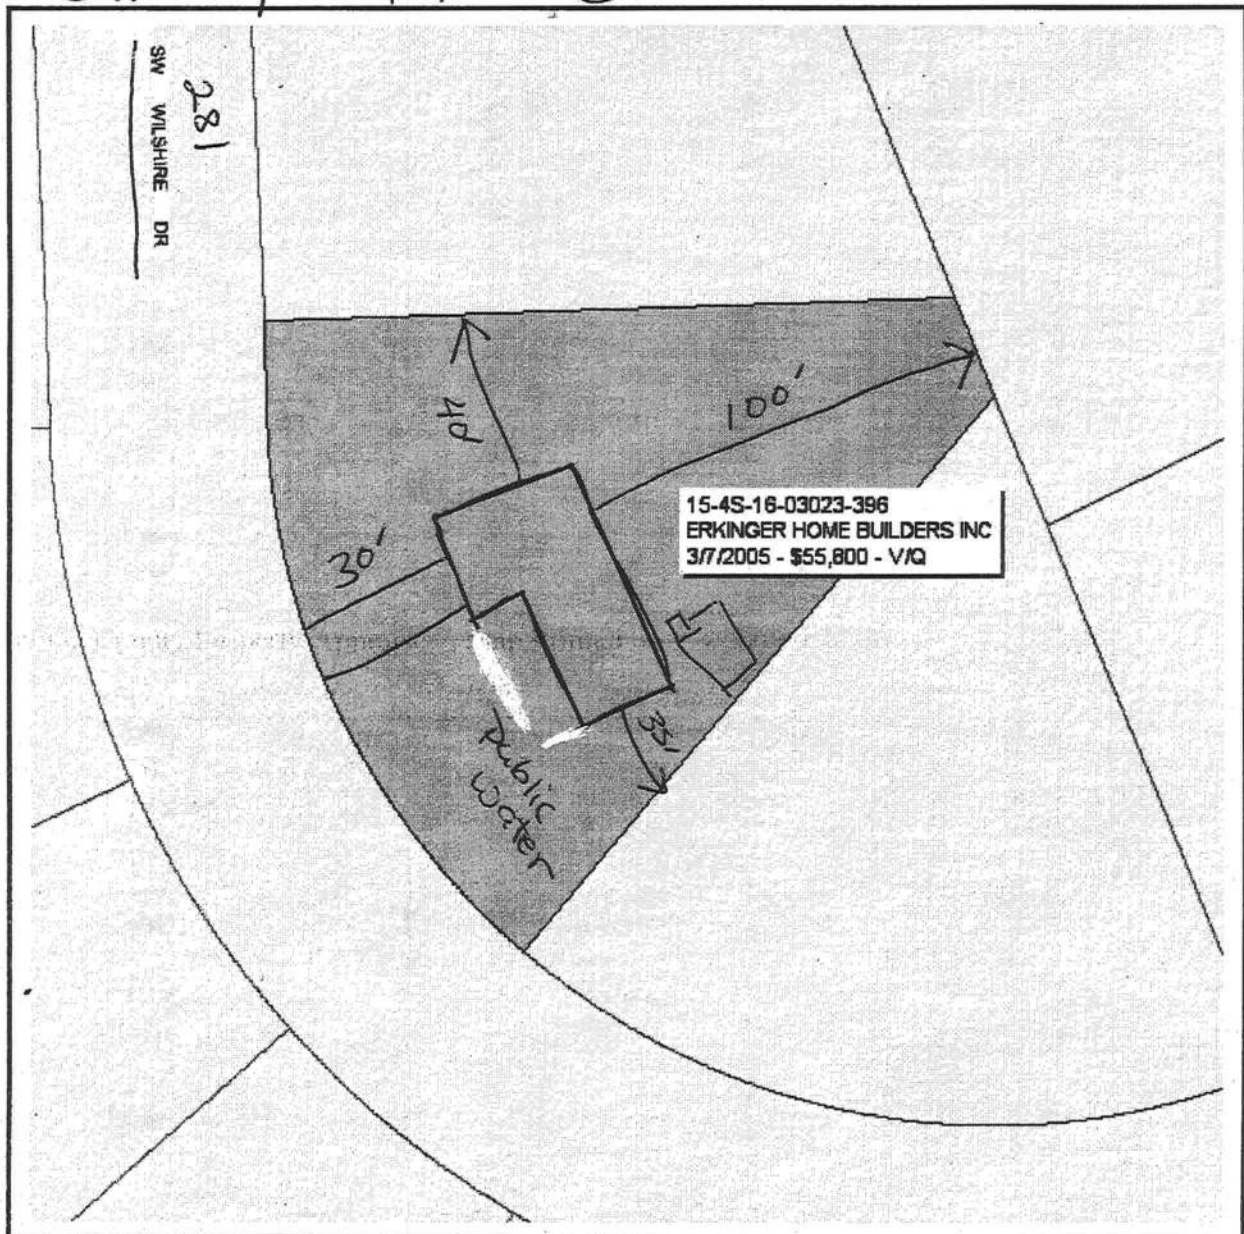 281
SW WILSHIRE DR
100'
30'
15-4S-16-03023-396
ERKINGER HOME BUILDERS INC
3/7/2005 - $55,800 - V/Q
35'
public
water